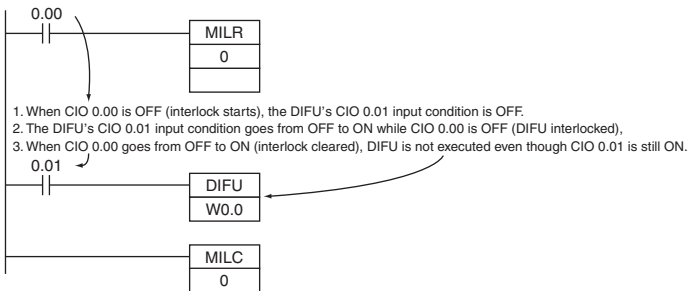 0.00
MILR
0
1. When CIO 0.00 is OFF (interlock starts), the DIFU's CIO 0.01 input condition is OFF.
2. The DIFU's CIO 0.01 input condition goes from OFF to ON while CIO 0.00 is OFF (DIFU interlocked),
3. When CIO 0.00 goes from OFF to ON (interlock cleared), DIFU is not executed even though CIO 0.01 is still ON.
0.01
DIFU
W0.0
MILC
0